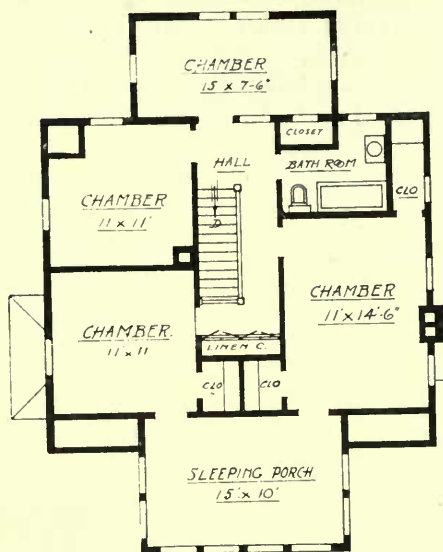 CHAMBER
15 x 7-6"
CLOSET
HALL
BATH ROOM
CHAMBER
11 x 11'
D
CLO
CHAMBER
11' x 14'-6"
CHAMBER.
11' x 11
LINEN C.
CLO
CLO
SLEEPING PORCH
15' x 10'